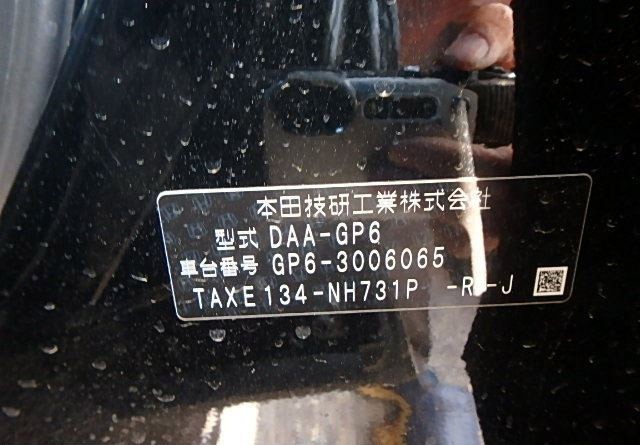 本田技研工業株式会社
型式 DAA-GP6
車台番号 GP6-3006065
TAXE134-NH731P -R -J